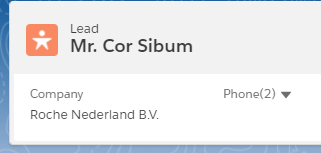 Lead
Mr. Cor Sibum
Company Phone(2)
Roche Nederland B.V.